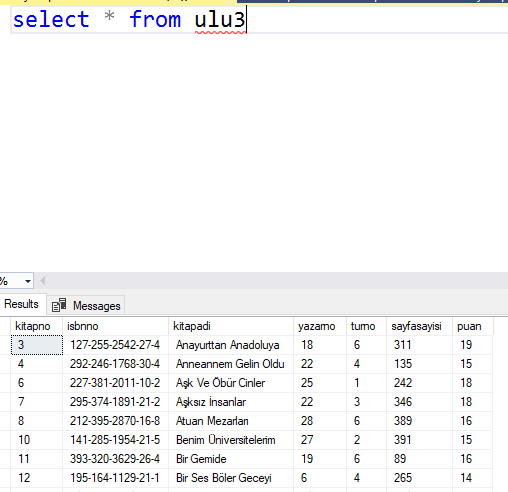 select * from ulu3
%
Results Messages
kitapno isbnno kitapadi yazarno turno sayfasayisi puan
3 127-255-2542-27-4 Anayurttan Anadoluya 18 6 311 19
4 292-246-1768-30-4 Anneannem Gelin Oldu 22 4 135 15
6 227-381-2011-10-2 Aşk Ve Öbür Cinler 25 1 242 18
7 295-374-1891-21-2 Aşksız İnsanlar 22 3 346 18
8 212-395-2870-16-8 Atuan Mezarları 28 6 389 16
10 141-285-1954-21-5 Benim Üniversitelerim 27 2 391 15
11 393-320-3629-26-4 Bir Gemide 19 6 89 16
12 195-164-1129-21-1 Bir Ses Böler Geceyi 6 4 265 14